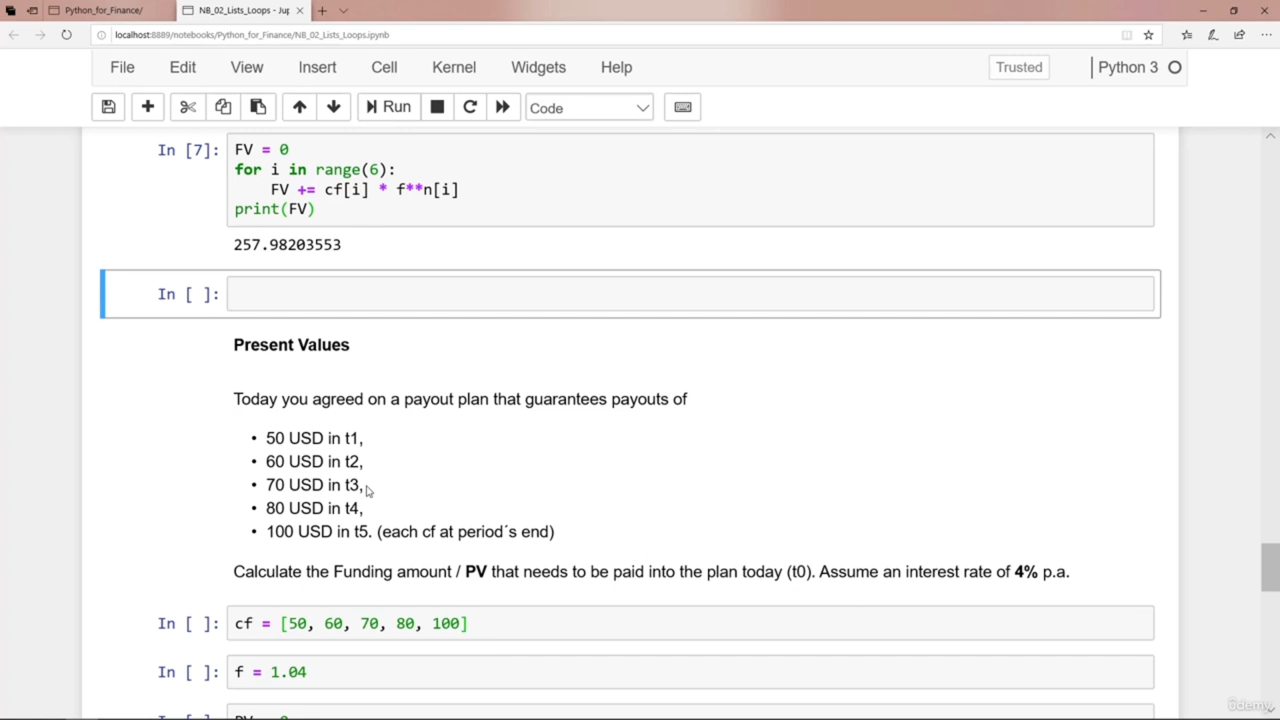 Python_for_Finance/
NB_02_Lists_Loops - Jup
localhost:8889/notebooks/Python_for_Finance/NB_02_Lists_Loops.ipynb
File Edit View Insert Cell Kernel Widgets Help Trusted Python 3
Run Code
In [7]: FV = 0
for i in range(6):
FV += cf[i] * f**n[i]
print(FV)
257.98203553
In [ ]:
Present Values
Today you agreed on a payout plan that guarantees payouts of
• 50 USD in t1,
• 60 USD in t2,
• 70 USD in t3,
• 80 USD in t4,
• 100 USD in t5. (each cf at period´s end)
Calculate the Funding amount / PV that needs to be paid into the plan today (t0). Assume an interest rate of 4% p.a.
In [ ]: cf = [50, 60, 70, 80, 100]
In [ ]: f = 1.04
In [ ]: PV = 0
ûdemy